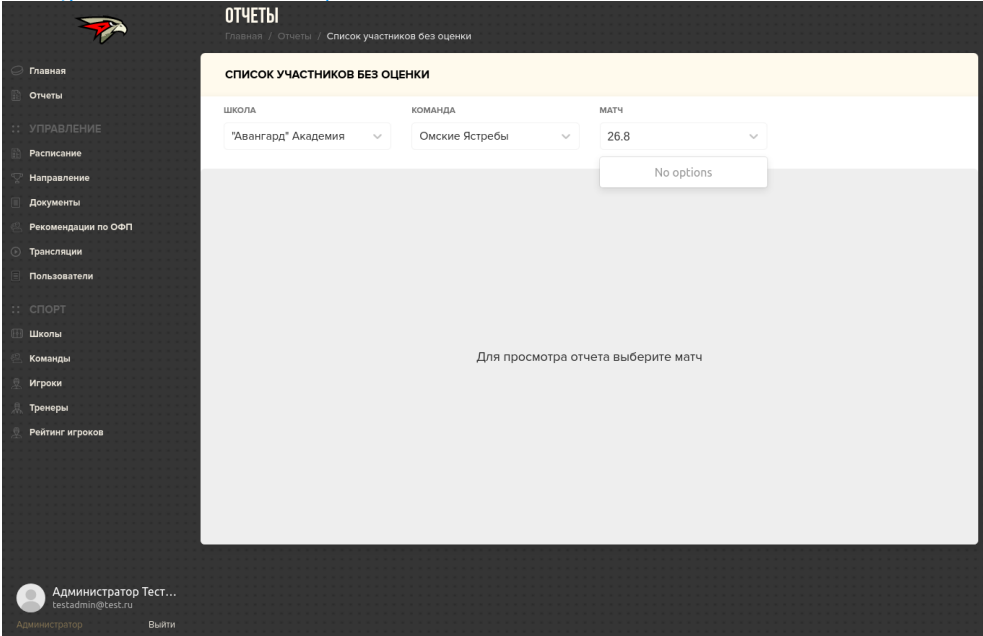 ОТЧЕТЫ
Главная / Отчеты / Список участников без оценки
Главная
Отчеты
УПРАВЛЕНИЕ
Расписание
Направление
Документы
Рекомендации по ОФП
Трансляции
Пользователи
СПОРТ
Школы
Команды
Игроки
Тренеры
Рейтинг игроков
СПИСОК УЧАСТНИКОВ БЕЗ ОЦЕНКИ
ШКОЛА КОМАНДА МАТЧ
"Авангард" Академия Омские Ястребы 26.8
No options
Для просмотра отчета выберите матч
Администратор Тест...
testadmin@test.ru
Администратор Выйти